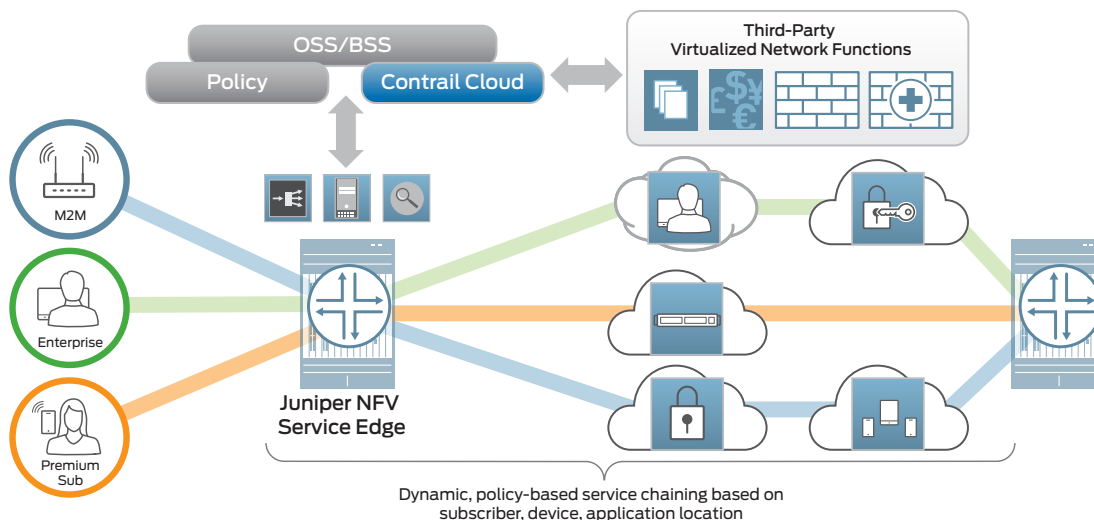 OSS/BSS
Policy
Contrail Cloud
Third-Party
Virtualized Network Functions
£ $ ¥ €
M2M
Enterprise
Premium
Sub
Juniper NFV
Service Edge
Dynamic, policy-based service chaining based on
subscriber, device, application location